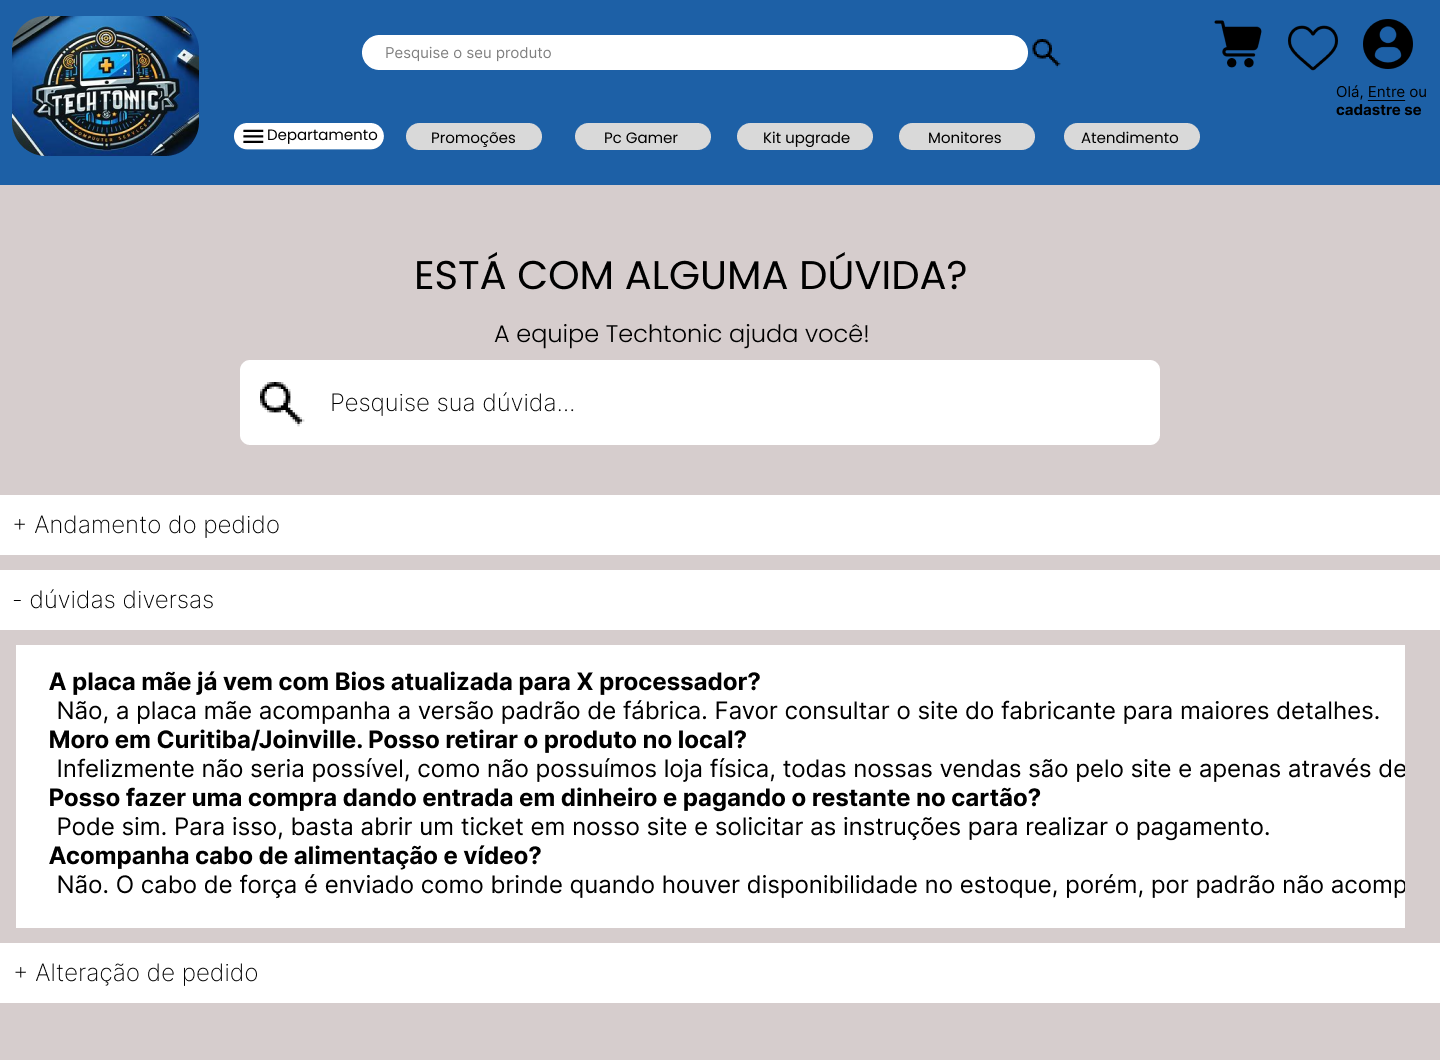 TECHTONIC
COMPUTER SERVICE
Pesquise o seu produto
Olá, Entre ou
cadastre se
Departamento
Promoções
Pc Gamer
Kit upgrade
Monitores
Atendimento
ESTÁ COM ALGUMA DÚVIDA?
A equipe Techtonic ajuda você!
Pesquise sua dúvida...
+ Andamento do pedido
- dúvidas diversas
A placa mãe já vem com Bios atualizada para X processador?
Não, a placa mãe acompanha a versão padrão de fábrica. Favor consultar o site do fabricante para maiores detalhes.
Moro em Curitiba/Joinville. Posso retirar o produto no local?
Infelizmente não seria possível, como não possuímos loja física, todas nossas vendas são pelo site e apenas através de
Posso fazer uma compra dando entrada em dinheiro e pagando o restante no cartão?
Pode sim. Para isso, basta abrir um ticket em nosso site e solicitar as instruções para realizar o pagamento.
Acompanha cabo de alimentação e vídeo?
Não. O cabo de força é enviado como brinde quando houver disponibilidade no estoque, porém, por padrão não acomp
+ Alteração de pedido